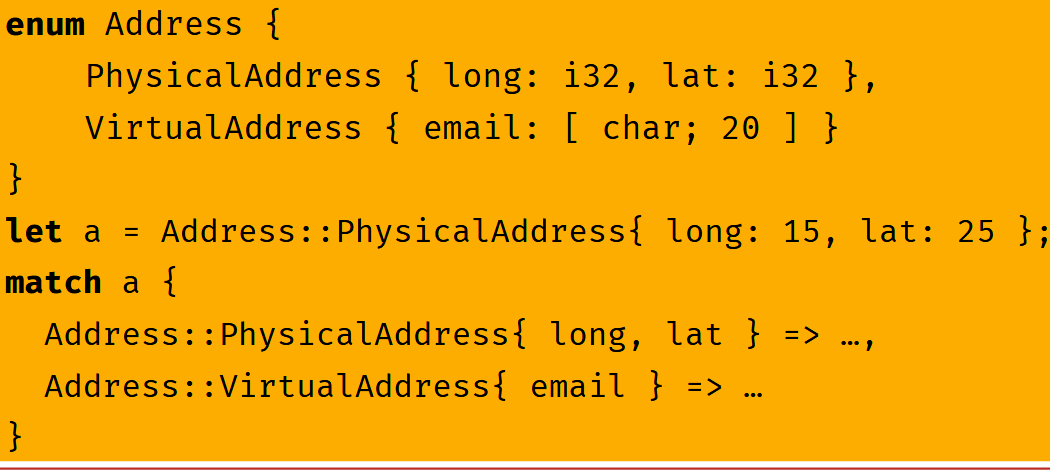 enum Address {
    PhysicalAddress { long: i32, lat: i32 },
    VirtualAddress { email: [ char; 20 ] }
}
let a = Address::PhysicalAddress{ long: 15, lat: 25 };
match a {
  Address::PhysicalAddress{ long, lat } => …,
  Address::VirtualAddress{ email } => …
}